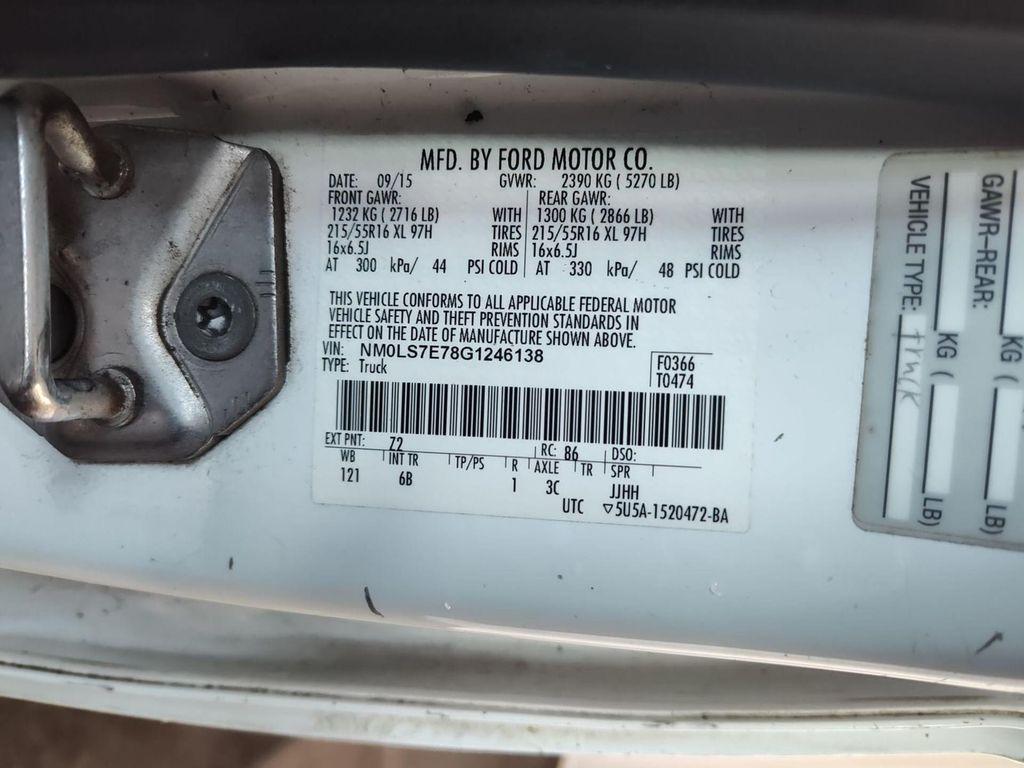 MFD. BY FORD MOTOR CO.
DATE: 09/15 GVWR: 2390 KG ( 5270 LB)
FRONT GAWR: REAR GAWR:
1232 KG ( 2716 LB) WITH 1300 KG ( 2866 LB) WITH
215/55R16 XL 97H TIRES 215/55R16 XL 97H TIRES
16x6.5J RIMS 16x6.5J RIMS
AT 300 kPa/ 44 PSI COLD AT 330 kPa/ 48 PSI COLD
THIS VEHICLE CONFORMS TO ALL APPLICABLE FEDERAL MOTOR
VEHICLE SAFETY AND THEFT PREVENTION STANDARDS IN
EFFECT ON THE DATE OF MANUFACTURE SHOWN ABOVE.
VIN: NM0LS7E78G1246138
TYPE: Truck
F0366
T0474
EXT PNT: Z2 RC: 86 DSO:
WB INT TR TP/PS R AXLE TR SPR
121 6B 1 3C JJHH
UTC ▽5U5A-1520472-BA
GAWR-REAR: KG ( LB)
VEHICLE TYPE: truck KG ( LB)